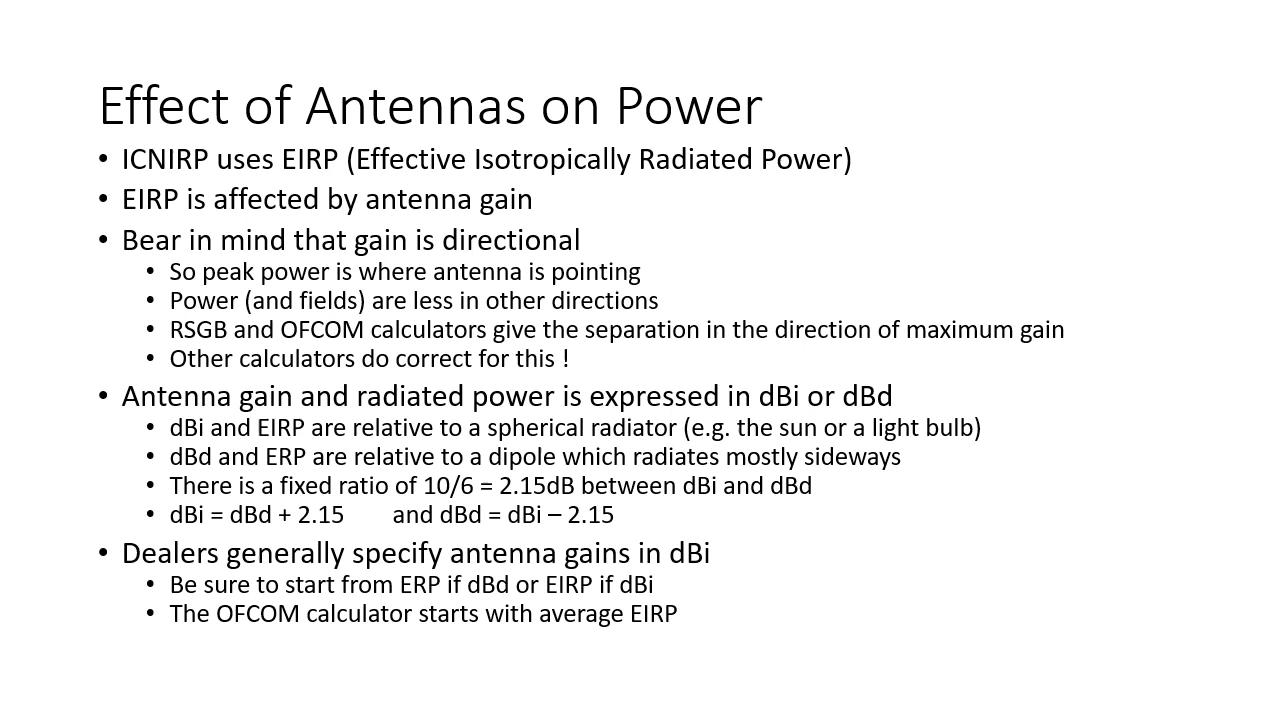 Effect of Antennas on Power
• ICNIRP uses EIRP (Effective Isotropically Radiated Power)
• EIRP is affected by antenna gain
• Bear in mind that gain is directional
• So peak power is where antenna is pointing
• Power (and fields) are less in other directions
• RSGB and OFCOM calculators give the separation in the direction of maximum gain
• Other calculators do correct for this !
• Antenna gain and radiated power is expressed in dBi or dBd
• dBi and EIRP are relative to a spherical radiator (e.g. the sun or a light bulb)
• dBd and ERP are relative to a dipole which radiates mostly sideways
• There is a fixed ratio of 10/6 = 2.15dB between dBi and dBd
• dBi = dBd + 2.15 and dBd = dBi – 2.15
• Dealers generally specify antenna gains in dBi
• Be sure to start from ERP if dBd or EIRP if dBi
• The OFCOM calculator starts with average EIRP